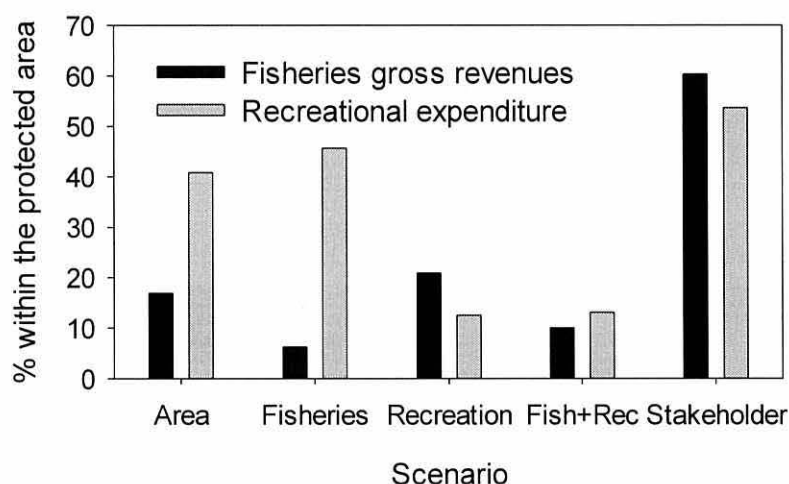 70
60
50
40
30
20
10
0
% within the protected area
Fisheries gross revenues
Recreational expenditure
Area Fisheries Recreation Fish+Rec Stakeholder
Scenario